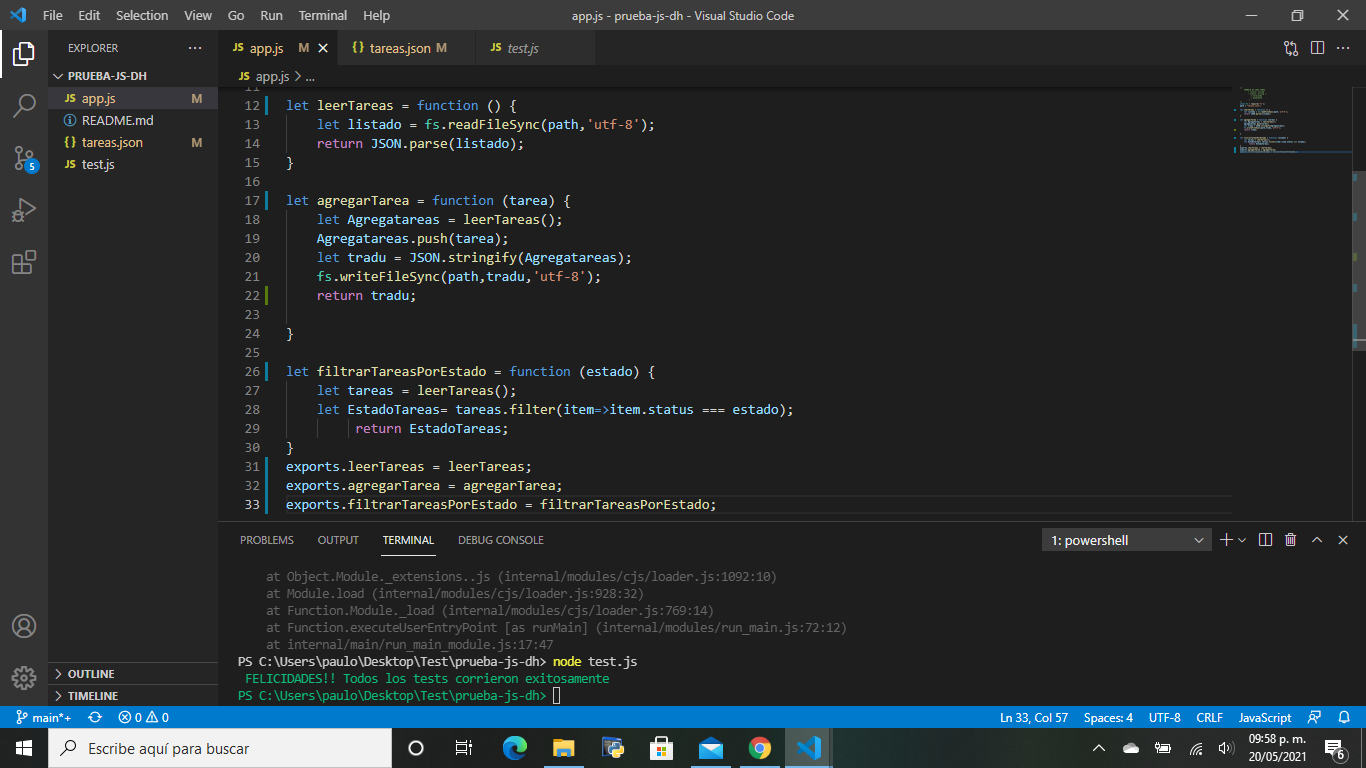 File Edit Selection View Go Run Terminal Help
app.js - prueba-js-dh - Visual Studio Code
EXPLORER
PRUEBA-JS-DH
JS app.js M
README.md
{} tareas.json M
JS test.js
OUTLINE
TIMELINE
5
JS app.js M
{} tareas.json M
JS test.js
JS app.js > ...
11
12 let leerTareas = function () {
13 let listado = fs.readFileSync(path,'utf-8');
14 return JSON.parse(listado);
15 }
16
17 let agregarTarea = function (tarea) {
18 let Agregatareas = leerTareas();
19 Agregatareas.push(tarea);
20 let tradu = JSON.stringify(Agregatareas);
21 fs.writeFileSync(path,tradu,'utf-8');
22 return tradu;
23
24 }
25
26 let filtrarTareasPorEstado = function (estado) {
27 let tareas = leerTareas();
28 let EstadoTareas= tareas.filter(item=>item.status === estado);
29 return EstadoTareas;
30 }
31 exports.leerTareas = leerTareas;
32 exports.agregarTarea = agregarTarea;
33 exports.filtrarTareasPorEstado = filtrarTareasPorEstado;
PROBLEMS OUTPUT TERMINAL DEBUG CONSOLE
1: powershell
at Object.Module._extensions..js (internal/modules/cjs/loader.js:1092:10)
at Module.load (internal/modules/cjs/loader.js:928:32)
at Function.Module._load (internal/modules/cjs/loader.js:769:14)
at Function.executeUserEntryPoint [as runMain] (internal/modules/run_main.js:72:12)
at internal/main/run_main_module.js:17:47
PS C:\Users\paulo\Desktop\Test\prueba-js-dh> node test.js
FELICIDADES!! Todos los tests corrieron exitosamente
PS C:\Users\paulo\Desktop\Test\prueba-js-dh>
main*+ 0 0
Ln 33, Col 57 Spaces: 4 UTF-8 CRLF JavaScript
Escribe aquí para buscar
09:58 p. m.
20/05/2021
6